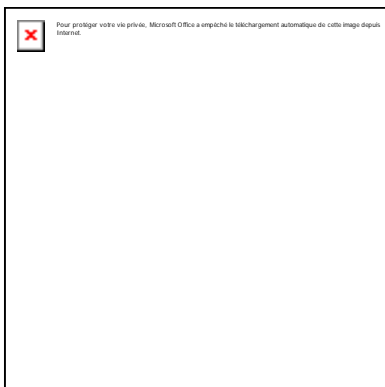 Pour protéger votre vie privée, Microsoft Office a empêché le téléchargement automatique de cette image depuis
Internet.